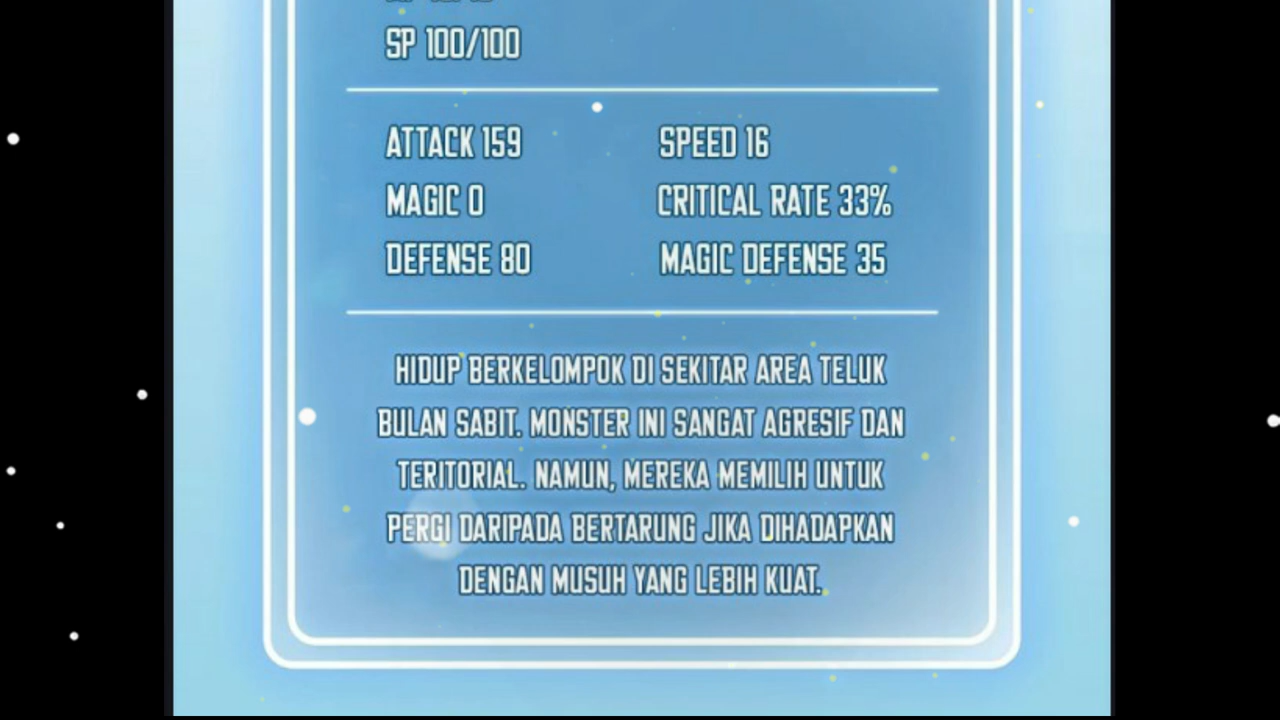 SP 100/100
ATTACK 159
SPEED 16
MAGIC 0
CRITICAL RATE 33%
DEFENSE 80
MAGIC DEFENSE 35
HIDUP BERKELOMPOK DI SEKITAR AREA TELUK
BULAN SABIT. MONSTER INI SANGAT AGRESIF DAN
TERITORIAL. NAMUN, MEREKA MEMILIH UNTUK
PERGI DARIPADA BERTARUNG JIKA DIHADAPKAN
DENGAN MUSUH YANG LEBIH KUAT.